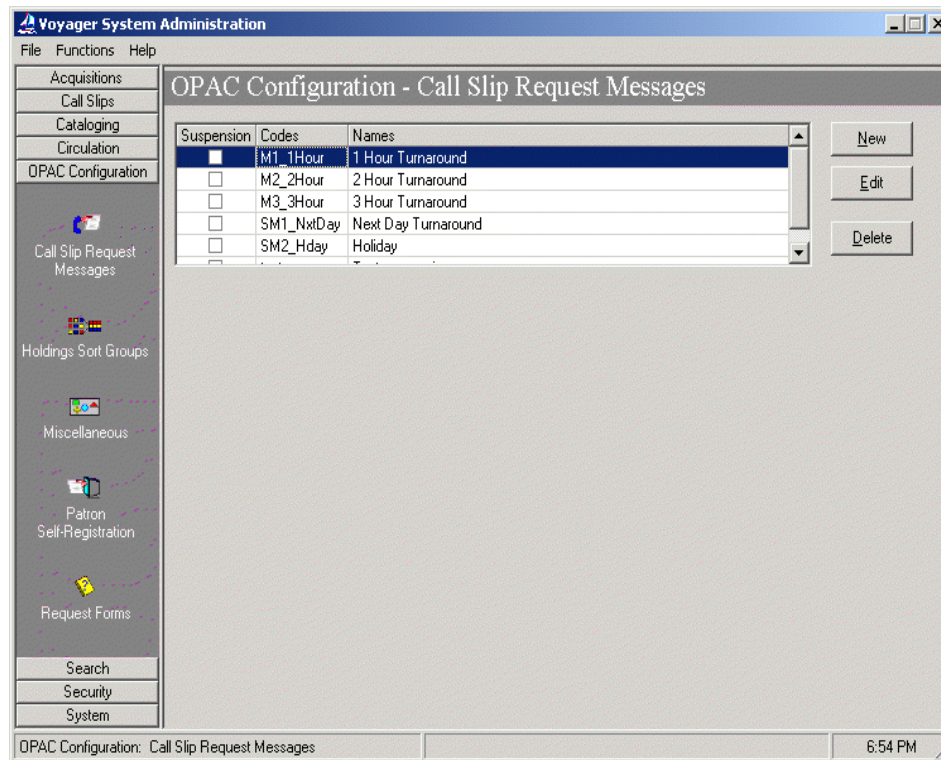 Voyager System Administration
File Functions Help
Acquisitions
Call Slips
Cataloging
Circulation
OPAC Configuration
Call Slip Request
Messages
Holdings Sort Groups
Miscellaneous
Patron
Self-Registration
Request Forms
Search
Security
System
OPAC Configuration - Call Slip Request Messages
Suspension Codes Names
M1_1Hour 1 Hour Turnaround
M2_2Hour 2 Hour Turnaround
M3_3Hour 3 Hour Turnaround
SM1_NxtDay Next Day Turnaround
SM2_Hday Holiday
New
Edit
Delete
OPAC Configuration: Call Slip Request Messages
6:54 PM